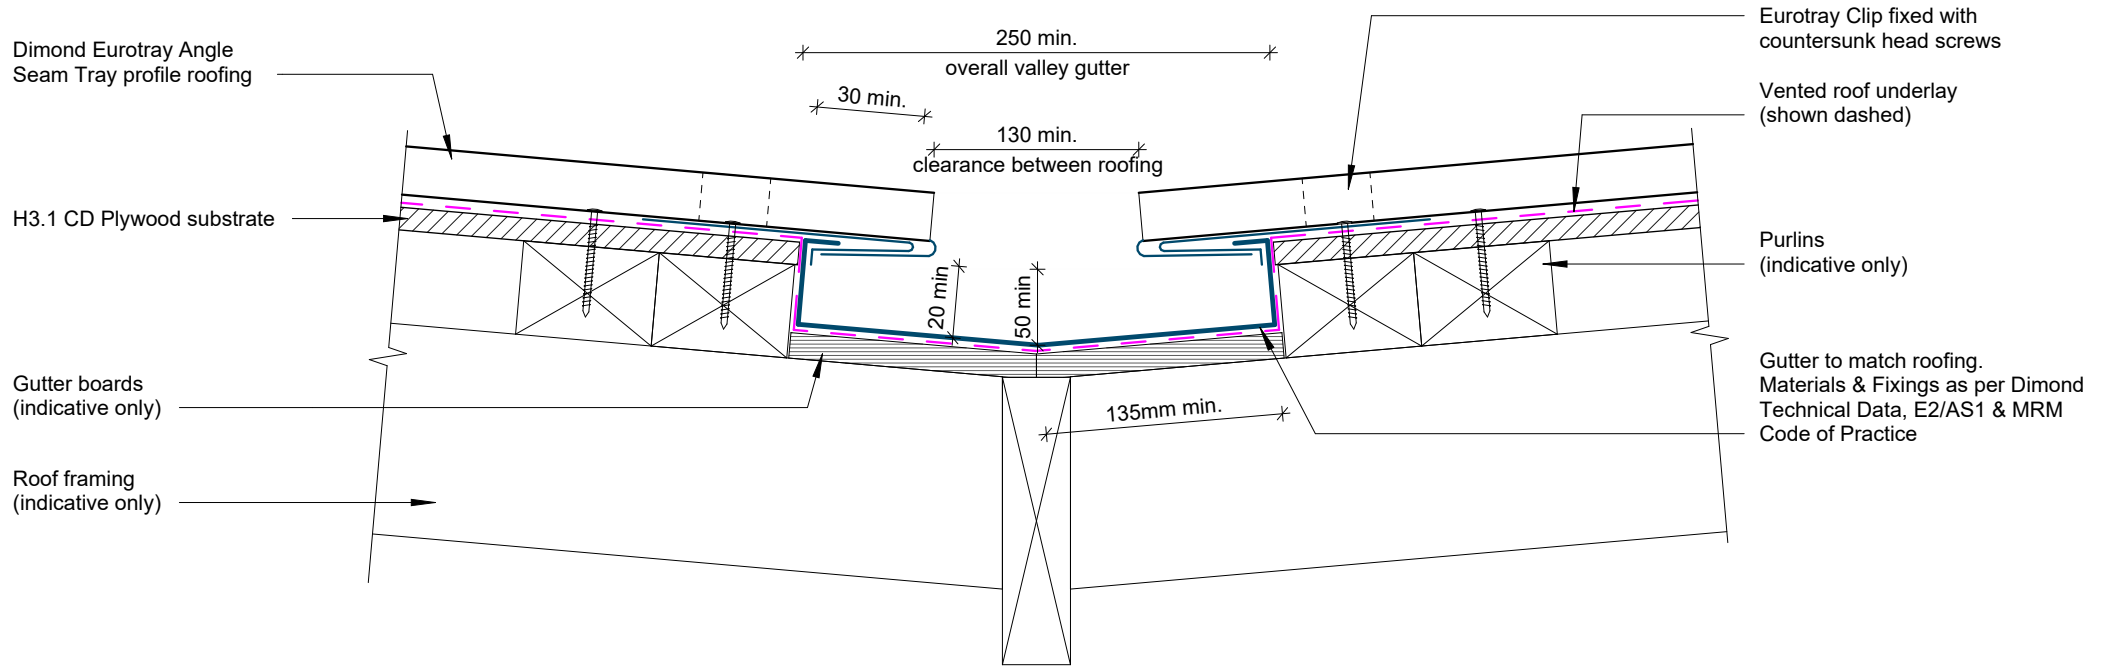 Dimond Eurotray Angle
Seam Tray profile roofing
H3.1 CD Plywood substrate
Gutter boards
(indicative only)
Roof framing
(indicative only)
250 min.
overall valley gutter
30 min.
130 min.
clearance between roofing
20 min
50 min
135mm min.
Eurotray Clip fixed with
countersunk head screws
Vented roof underlay
(shown dashed)
Purlins
(indicative only)
Gutter to match roofing.
Materials & Fixings as per Dimond
Technical Data, E2/AS1 & MRM
Code of Practice